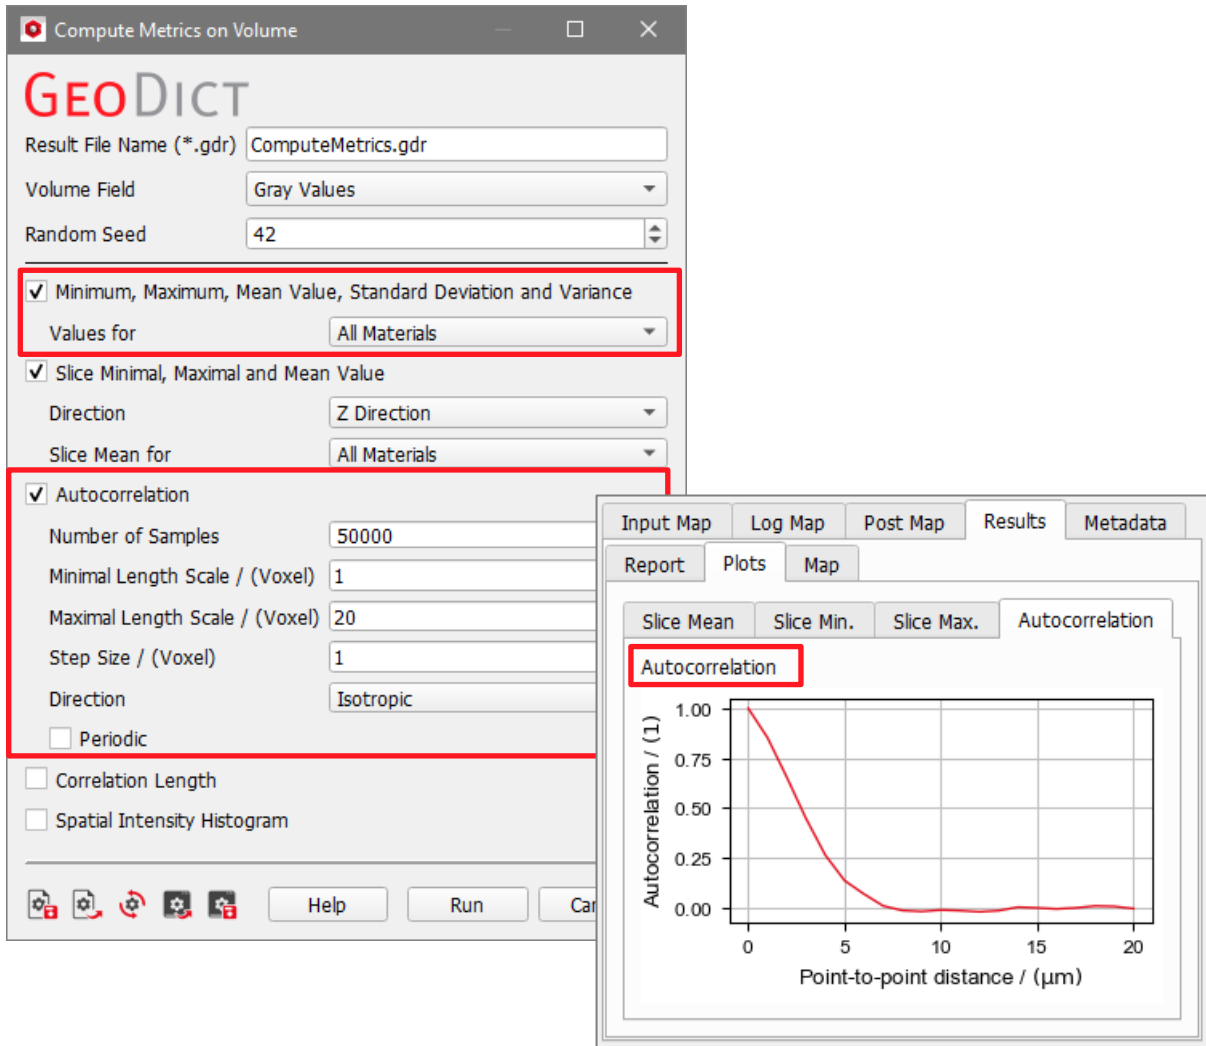 Compute Metrics on Volume
GEODICT
Result File Name (*.gdr) ComputeMetrics.gdr
Volume Field Gray Values
Random Seed 42
Minimum, Maximum, Mean Value, Standard Deviation and Variance
Values for All Materials
Slice Minimal, Maximal and Mean Value
Direction Z Direction
Slice Mean for All Materials
Autocorrelation
Number of Samples 50000
Minimal Length Scale / (Voxel) 1
Maximal Length Scale / (Voxel) 20
Step Size / (Voxel) 1
Direction Isotropic
Periodic
Correlation Length
Spatial Intensity Histogram
Help Run Can
Input Map Log Map Post Map Results Metadata
Report Plots Map
Slice Mean Slice Min. Slice Max. Autocorrelation
Autocorrelation
Autocorrelation / (1)
1.00
0.75
0.50
0.25
0.00
0 5 10 15 20
Point-to-point distance / (μm)